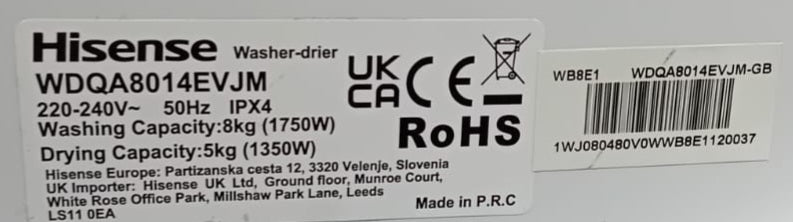 Hisense Washer-drier
WDQA8014EVJM
220-240V~ 50Hz IPX4
Washing Capacity:8kg (1750W)
Drying Capacity:5kg (1350W)
Hisense Europe: Partizanska cesta 12, 3320 Velenje, Slovenia
UK Importer: Hisense UK Ltd, Ground floor, Munroe Court,
White Rose Office Park, Millshaw Park Lane, Leeds
LS11 0EA
UK
CA
CE
RoHS
Made in P.R.C
WB8E1 WDQA8014EVJM-GB
1WJ080480V0WWB8E1120037